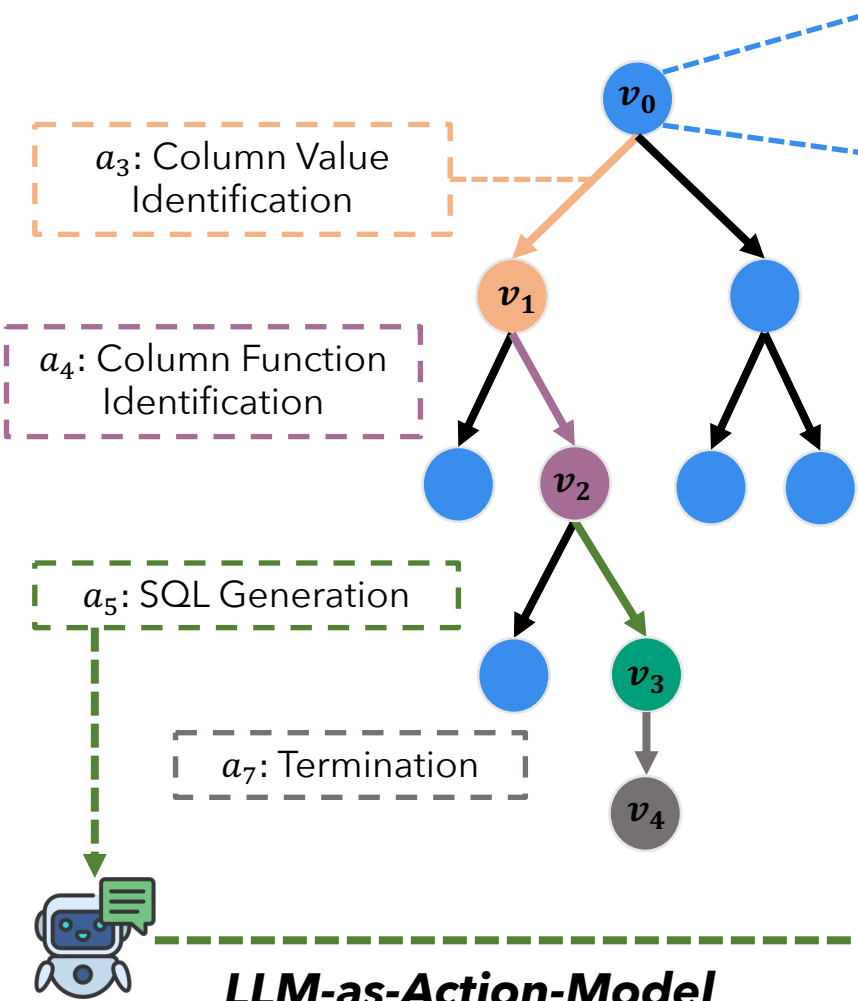 v₀
a₃: Column Value
Identification
v₁
a₄: Column Function
Identification
v₂
a₅: SQL Generation
v₃
a₇: Termination
v₄
LLM-as-Action-Model